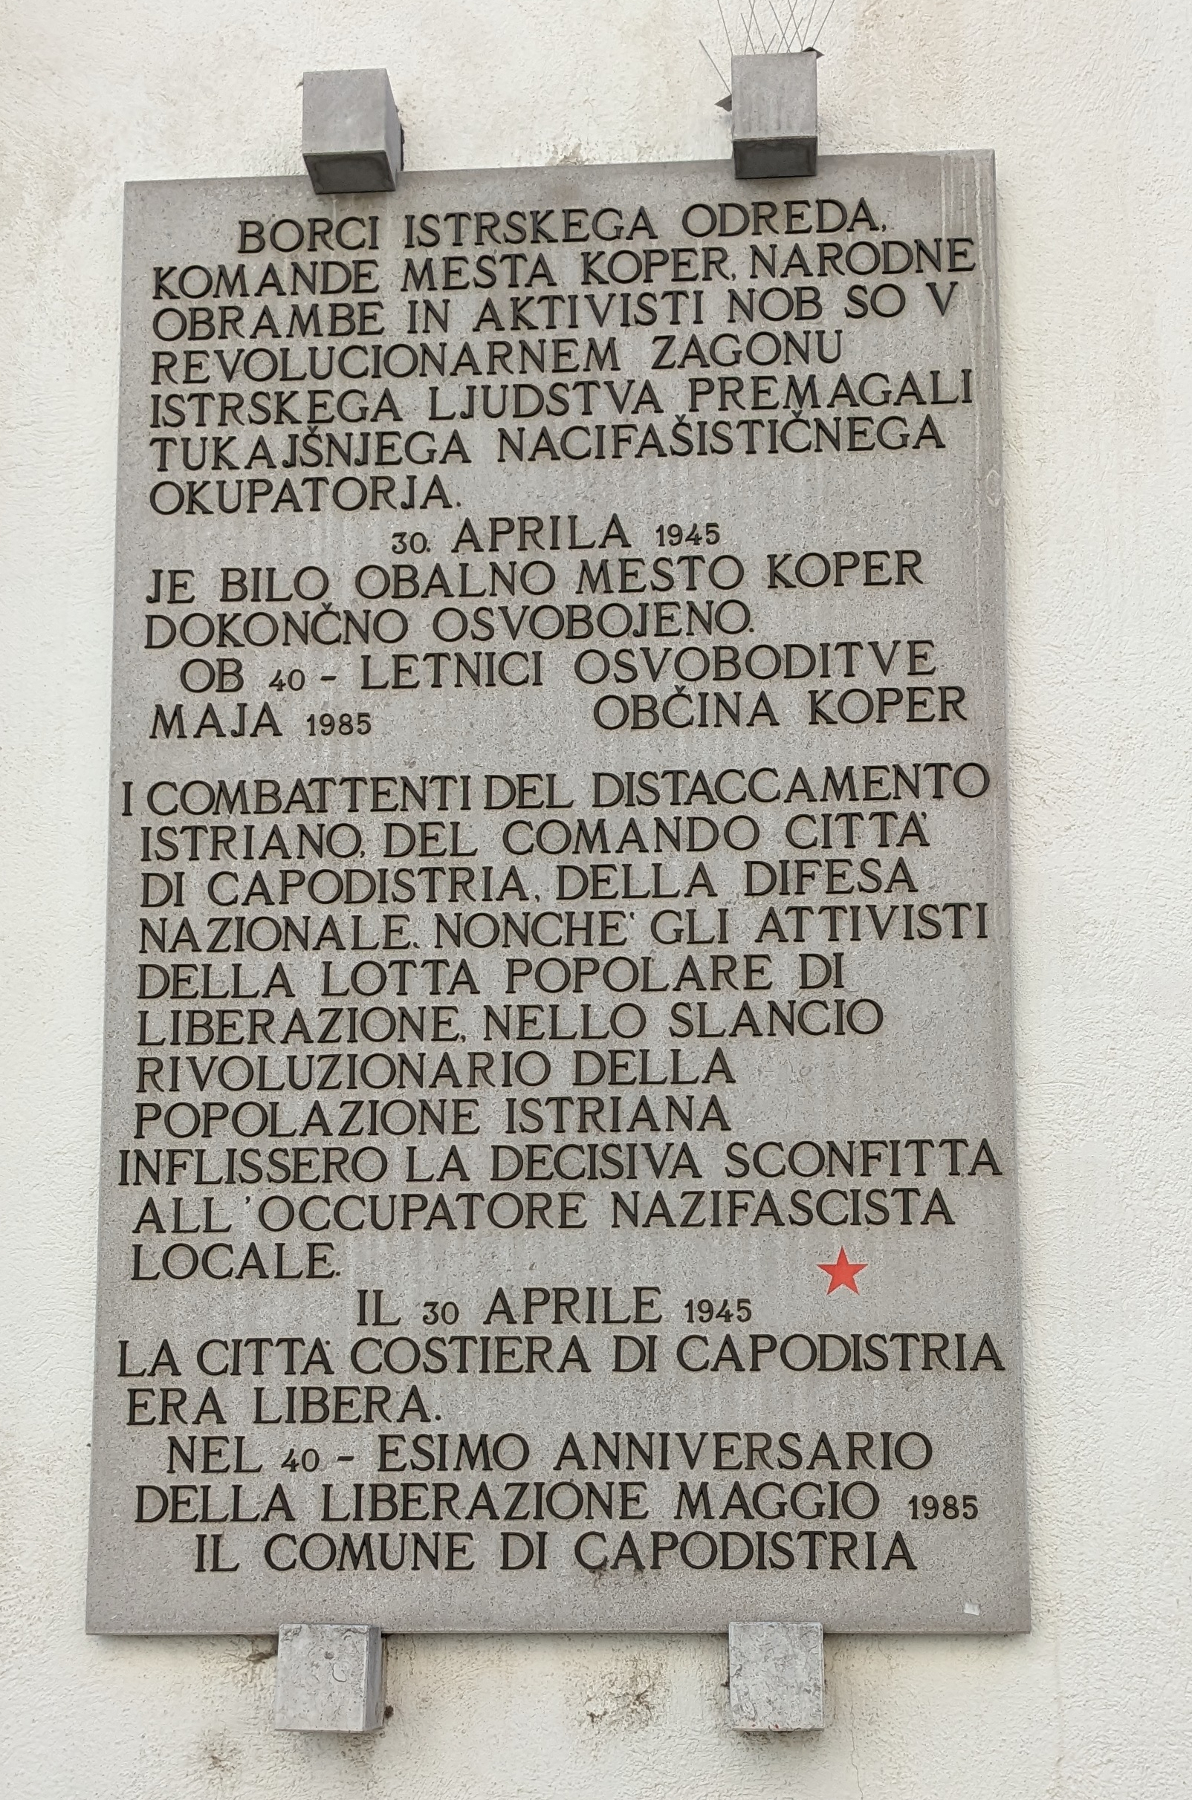 BORCI ISTRSKEGA ODREDA,
KOMANDE MESTA KOPER, NARODNE
OBRAMBE IN AKTIVISTI NOB SO V
REVOLUCIONARNEM ZAGONU
ISTRSKEGA LJUDSTVA PREMAGALI
TUKAJŠNJEGA NACIFAŠISTIČNEGA
OKUPATORJA.
30. APRILA 1945
JE BILO OBALNO MESTO KOPER
DOKONČNO OSVOBOJENO.
OB 40 - LETNICI OSVOBODITVE
MAJA 1985 OBČINA KOPER
I COMBATTENTI DEL DISTACCAMENTO
ISTRIANO, DEL COMANDO CITTA'
DI CAPODISTRIA, DELLA DIFESA
NAZIONALE, NONCHE' GLI ATTIVISTI
DELLA LOTTA POPOLARE DI
LIBERAZIONE, NELLO SLANCIO
RIVOLUZIONARIO DELLA
POPOLAZIONE ISTRIANA
INFLISSERO LA DECISIVA SCONFITTA
ALL 'OCCUPATORE NAZIFASCISTA
LOCALE.
IL 30 APRILE 1945
LA CITTA' COSTIERA DI CAPODISTRIA
ERA LIBERA.
NEL 40 - ESIMO ANNIVERSARIO
DELLA LIBERAZIONE MAGGIO 1985
IL COMUNE DI CAPODISTRIA